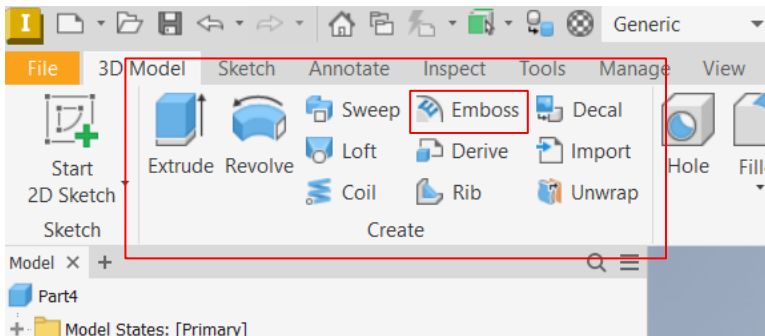 I
Generic
File 3D Model Sketch Annotate Inspect Tools Manage View
Start
2D Sketch
Extrude
Revolve
Sweep
Loft
Coil
Emboss
Derive
Rib
Decal
Import
Unwrap
Hole
Fille
Sketch
Create
Model × +
Part4
Model States: [Primary]